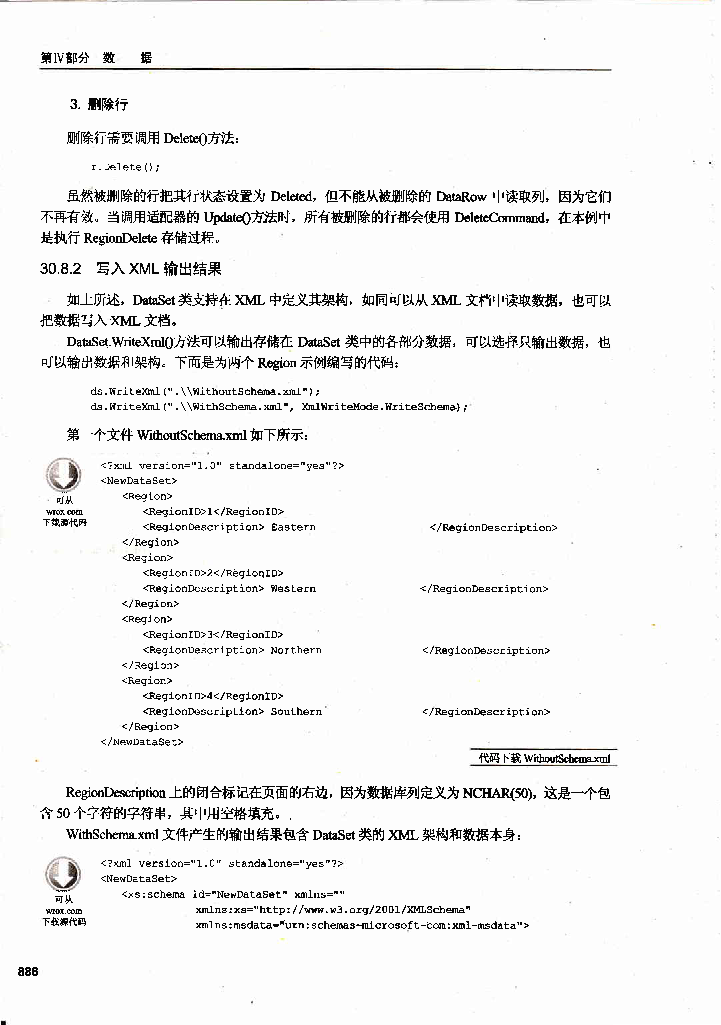 第IV部分 数 据
3. 删除行
删除行需要调用 Delete()方法：
r.Delete();
虽然被删除的行把其行状态设置为 Deleted，但不能从被删除的 DataRow 中读取列，因为它们
不再有效。当调用适配器的 Update()方法时，所有被删除的行都会使用 DeleteCommand，在本例中
是执行 RegionDelete 存储过程。
30.8.2 写入 XML 输出结果
如上所述，DataSet 类支持在 XML 中定义其架构，如同可以从 XML 文档中读取数据，也可以
把数据写入 XML 文档。
DataSet.WriteXml()方法可以输出存储在 DataSet 类中的各部分数据，可以选择只输出数据，也
可以输出数据和架构。下面是为两个 Region 示例编写的代码：
ds.WriteXml(".\\WithoutSchema.xml");
ds.WriteXml(".\\WithSchema.xml", XmlWriteMode.WriteSchema);
第一个文件 WithoutSchema.xml 如下所示：
<?xml version="1.0" standalone="yes"?>
<NewDataSet>
<Region>
<RegionID>1</RegionID>
<RegionDescription> Eastern </RegionDescription>
</Region>
<Region>
<RegionID>2</RegionID>
<RegionDescription> Western </RegionDescription>
</Region>
<Region>
<RegionID>3</RegionID>
<RegionDescription> Northern </RegionDescription>
</Region>
<Region>
<RegionID>4</RegionID>
<RegionDescription> Southern </RegionDescription>
</Region>
</NewDataSet>
可从
wrox.com
下载源代码
代码下载 WithoutSchema.xml
RegionDescription 上的闭合标记在页面的右边，因为数据库列定义为 NCHAR(50)，这是一个包
含 50 个字符的字符串，其中用空格填充。
WithSchema.xml 文件产生的输出结果包含 DataSet 类的 XML 架构和数据本身：
<?xml version="1.0" standalone="yes"?>
<NewDataSet>
<xs:schema id="NewDataSet" xmlns=""
xmlns:xs="http://www.w3.org/2001/XMLSchema"
xmlns:msdata="urn:schemas-microsoft-com:xml-msdata">
可从
wrox.com
下载源代码
886